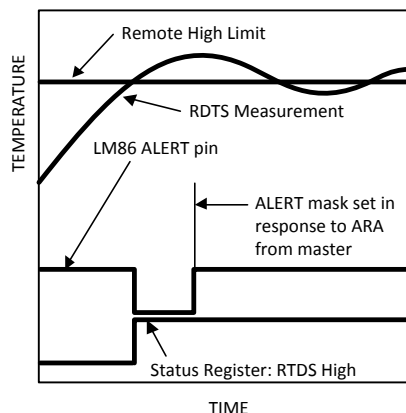 Remote High Limit
RDTS Measurement
LM86 ALERT pin
TEMPERATURE
ALERT mask set in
response to ARA
from master
Status Register: RTDS High
TIME